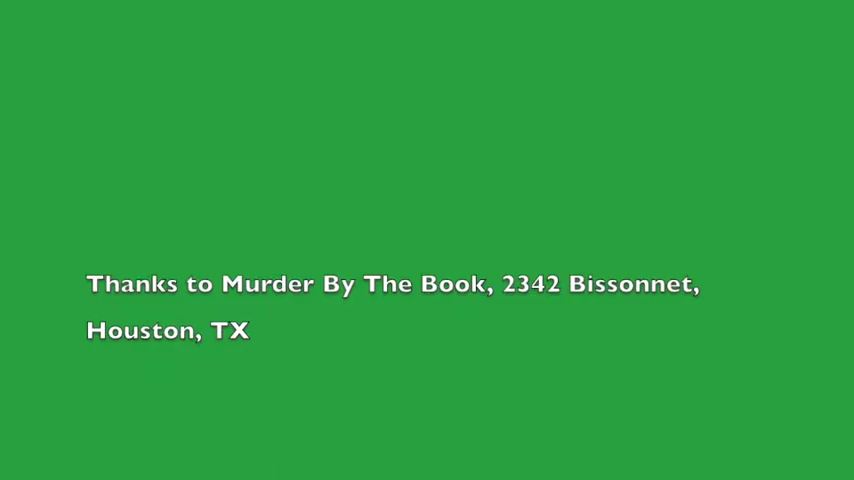 Thanks to Murder By The Book, 2342 Bissonnet,
Houston, TX